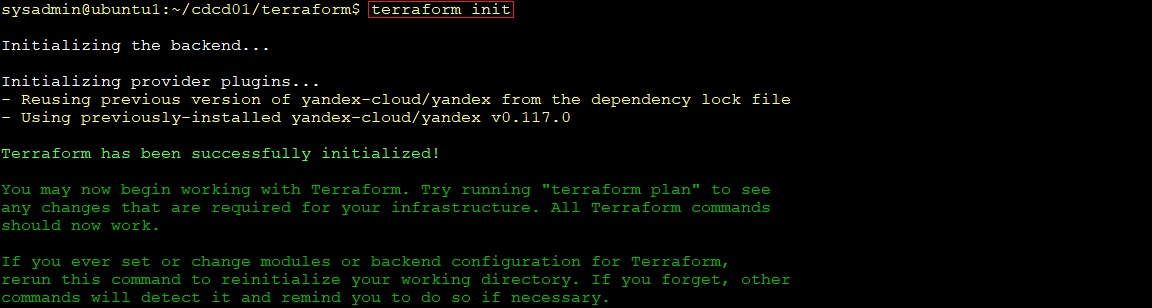 sysadmin@ubuntu1:~/cdcd01/terraform$ terraform init
Initializing the backend...
Initializing provider plugins...
- Reusing previous version of yandex-cloud/yandex from the dependency lock file
- Using previously-installed yandex-cloud/yandex v0.117.0
Terraform has been successfully initialized!
You may now begin working with Terraform. Try running "terraform plan" to see
any changes that are required for your infrastructure. All Terraform commands
should now work.
If you ever set or change modules or backend configuration for Terraform,
rerun this command to reinitialize your working directory. If you forget, other
commands will detect it and remind you to do so if necessary.